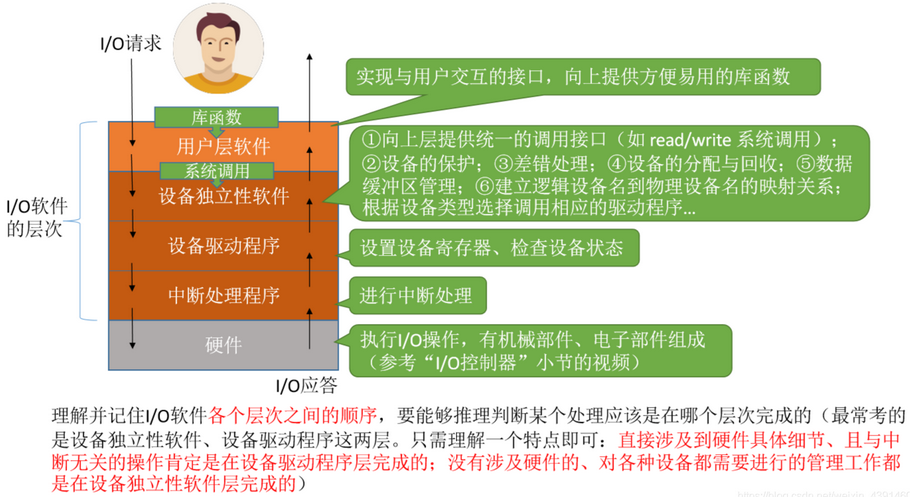 I/O请求
实现与用户交互的接口，向上提供方便易用的库函数
库函数
用户层软件
系统调用
①向上层提供统一的调用接口（如 read/write 系统调用）；
②设备的保护；③差错处理；④设备的分配与回收；⑤数据
缓冲区管理；⑥建立逻辑设备名到物理设备名的映射关系；
根据设备类型选择调用相应的驱动程序...
设备独立性软件
I/O软件
的层次
设备驱动程序
设置设备寄存器、检查设备状态
中断处理程序
进行中断处理
硬件
执行I/O操作，有机械部件、电子部件组成
（参考“I/O控制器”小节的视频）
I/O应答
理解并记住I/O软件各个层次之间的顺序，要能够推理判断某个处理应该是在哪个层次完成的（最常考的
是设备独立性软件、设备驱动程序这两层。只需理解一个特点即可：直接涉及到硬件具体细节、且与中
断无关的操作肯定是在设备驱动程序层完成的；没有涉及硬件的、对各种设备都需要进行的管理工作都
是在设备独立性软件层完成的）